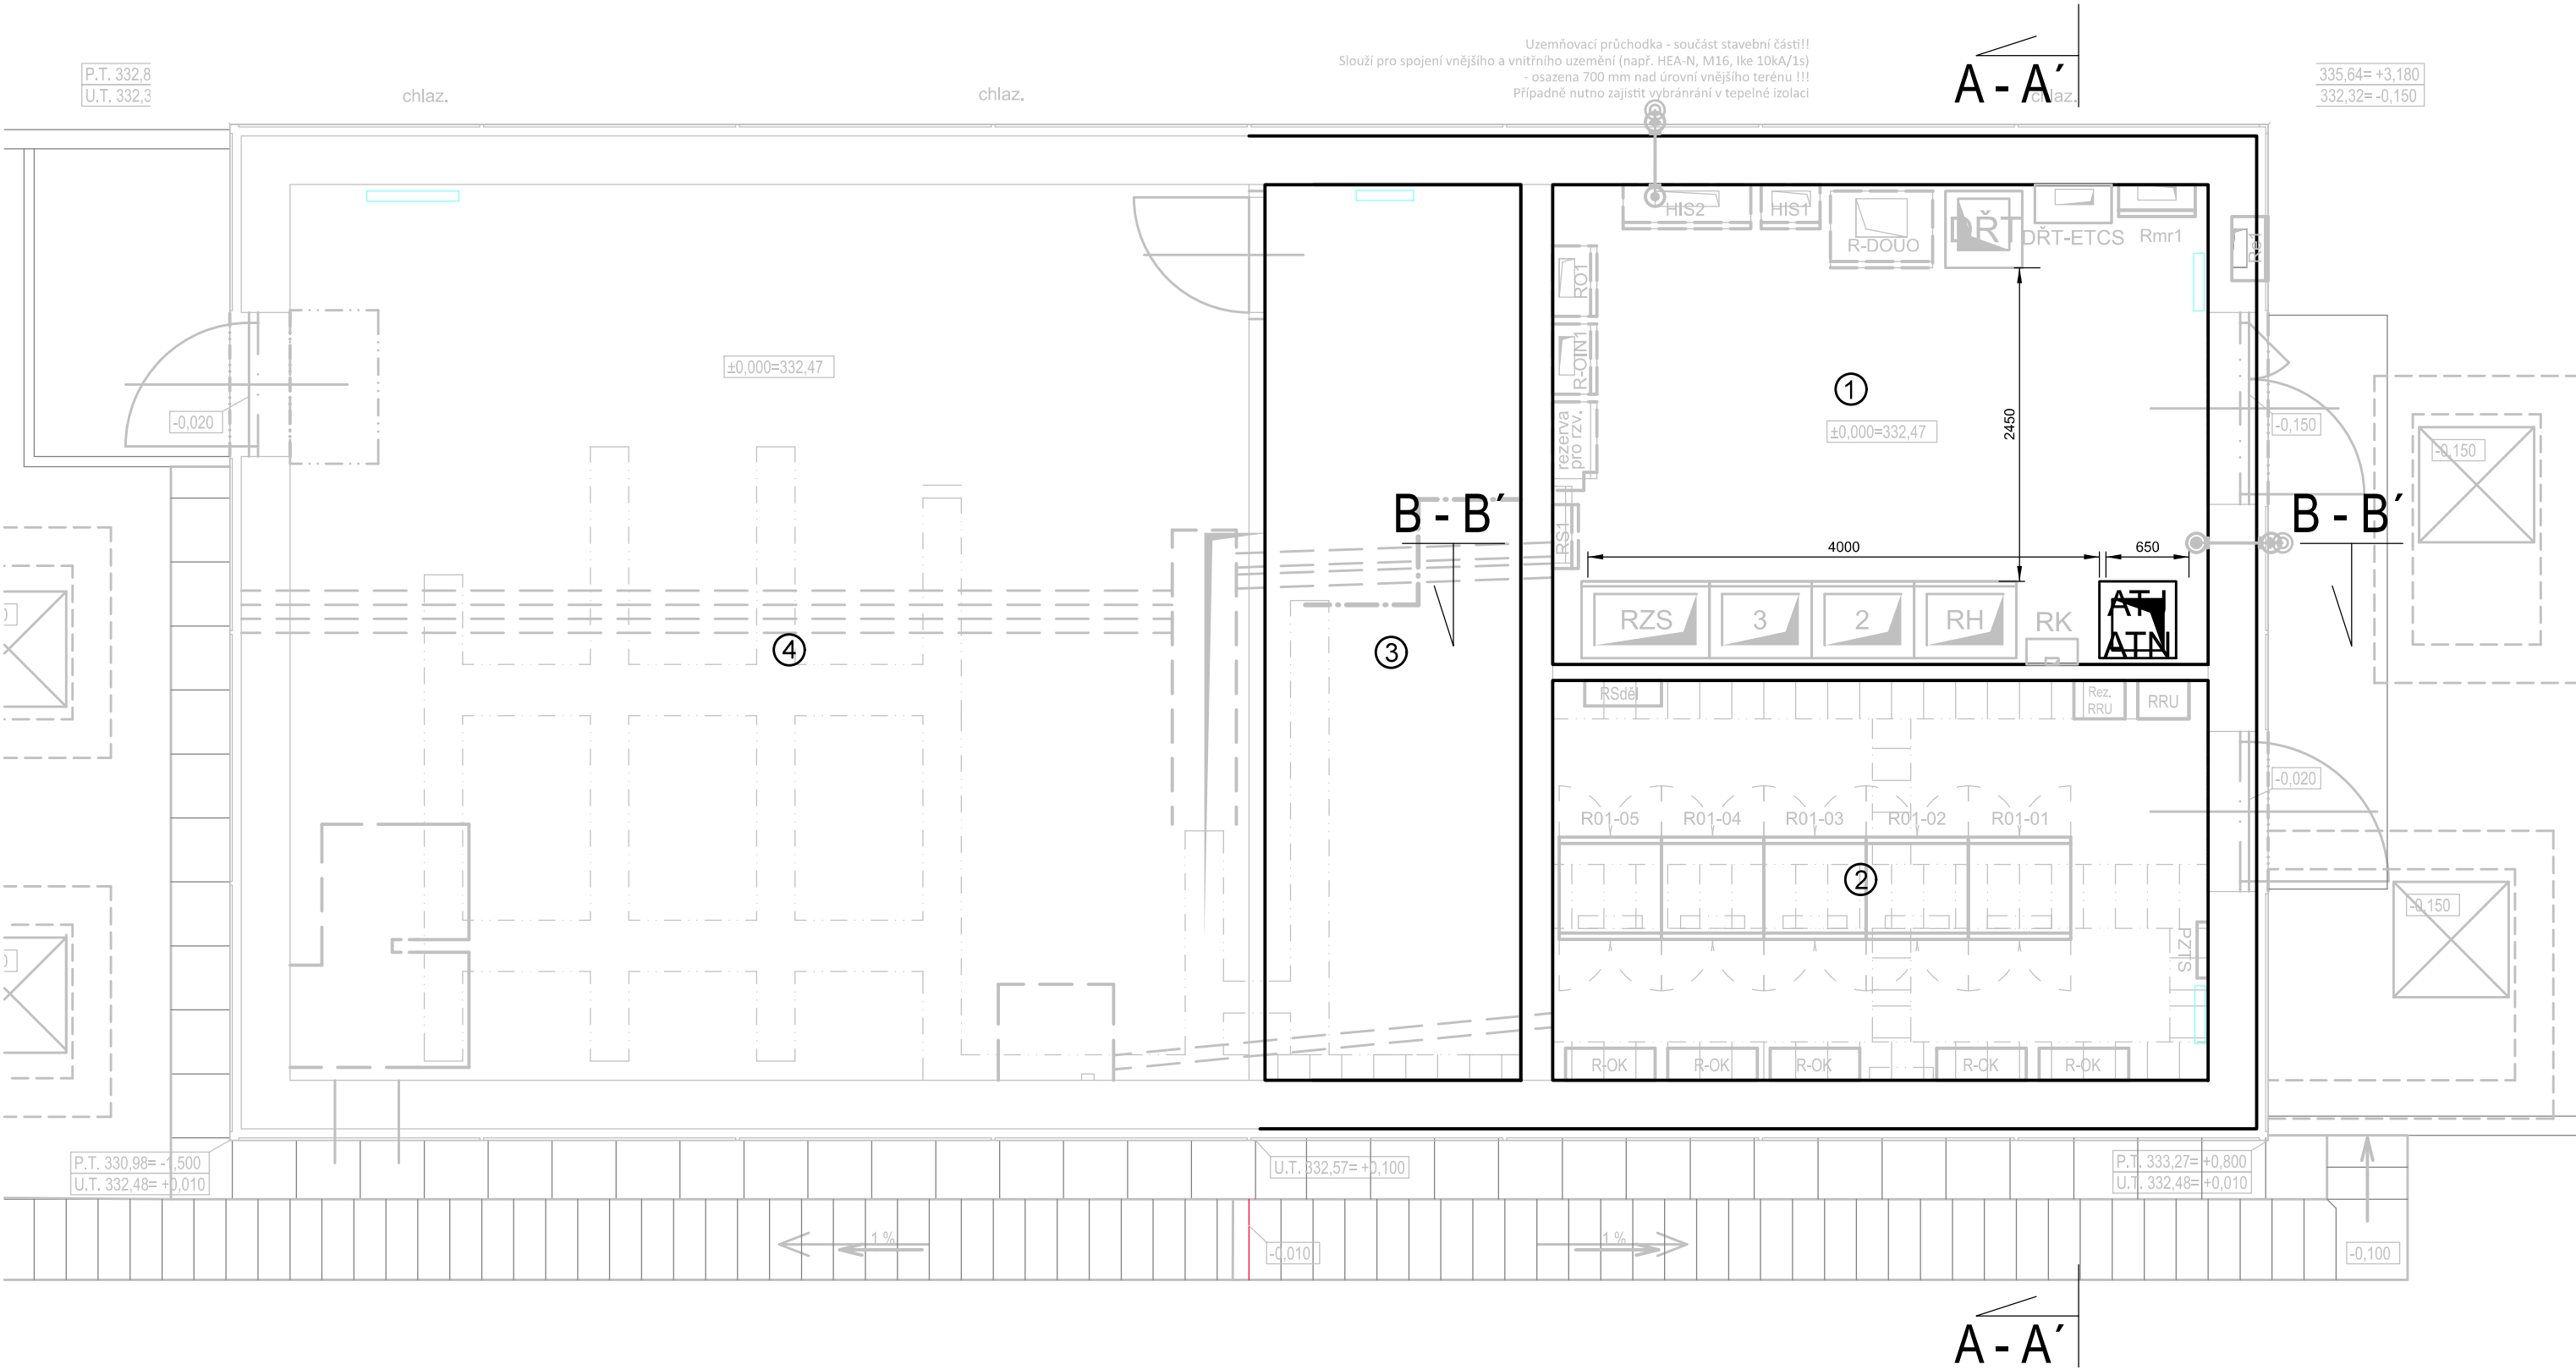 Uzemňovací průchodka - součást stavební části!!
Slouží pro spojení vnějšího a vnitřního uzemění (např. HEA-N, M16, Ike 10kA/1s)
- osazena 700 mm nad úrovní vnějšího terénu !!!
Případně nutno zajistit vybránrání v tepelné izolaci
P.T. 332,8
U.T. 332,3
chlaz.
chlaz.
A - A´
chlaz.
335,64= +3,180
332,32= -0,150
HIS2
HIS1
R-DOUO
DŘT
DŘT-ETCS
Rmr1
Rs1
RO1
R-OIN1
rezerva
pro rzv.
RS1
±0,000=332,47
-0,020
1
±0,000=332,47
2450
-0,150
-0,150
B - B´
B - B´
4000
650
RZS
3
2
RH
RK
ATJ
ATN
4
3
RSděl
Rez.
RRU
RRU
-0,020
R01-05
R01-04
R01-03
R01-02
R01-01
2
-0,150
PZTS
R-OK
R-OK
R-OK
R-OK
R-OK
P.T. 330,98= -1,500
U.T. 332,48= +0,010
U.T. 332,57= +0,100
P.T. 333,27= +0,800
U.T. 332,48= +0,010
1 %
-0,010
1 %
-0,100
A - A´